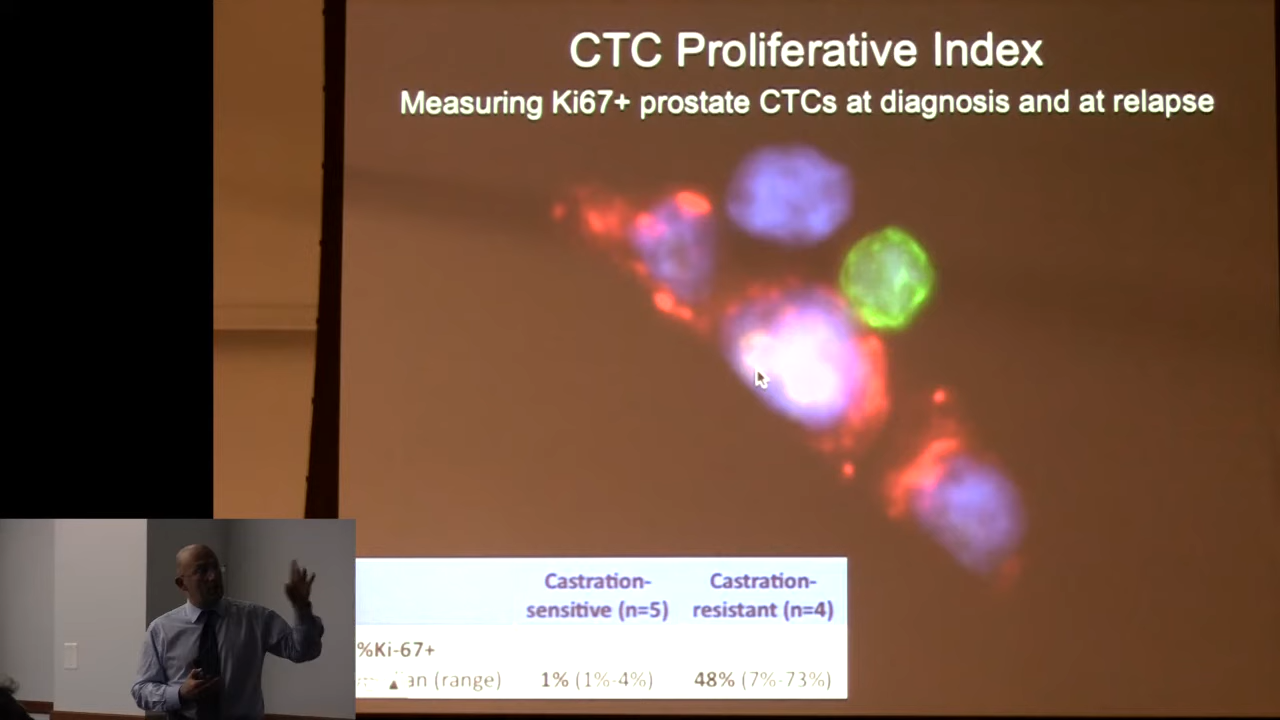 CTC Proliferative Index
Measuring Ki67+ prostate CTCs at diagnosis and at relapse
Castration-
sensitive (n=5)
Castration-
resistant (n=4)
%Ki-67+
(range) 1% (1%-4%) 48% (7%-73%)